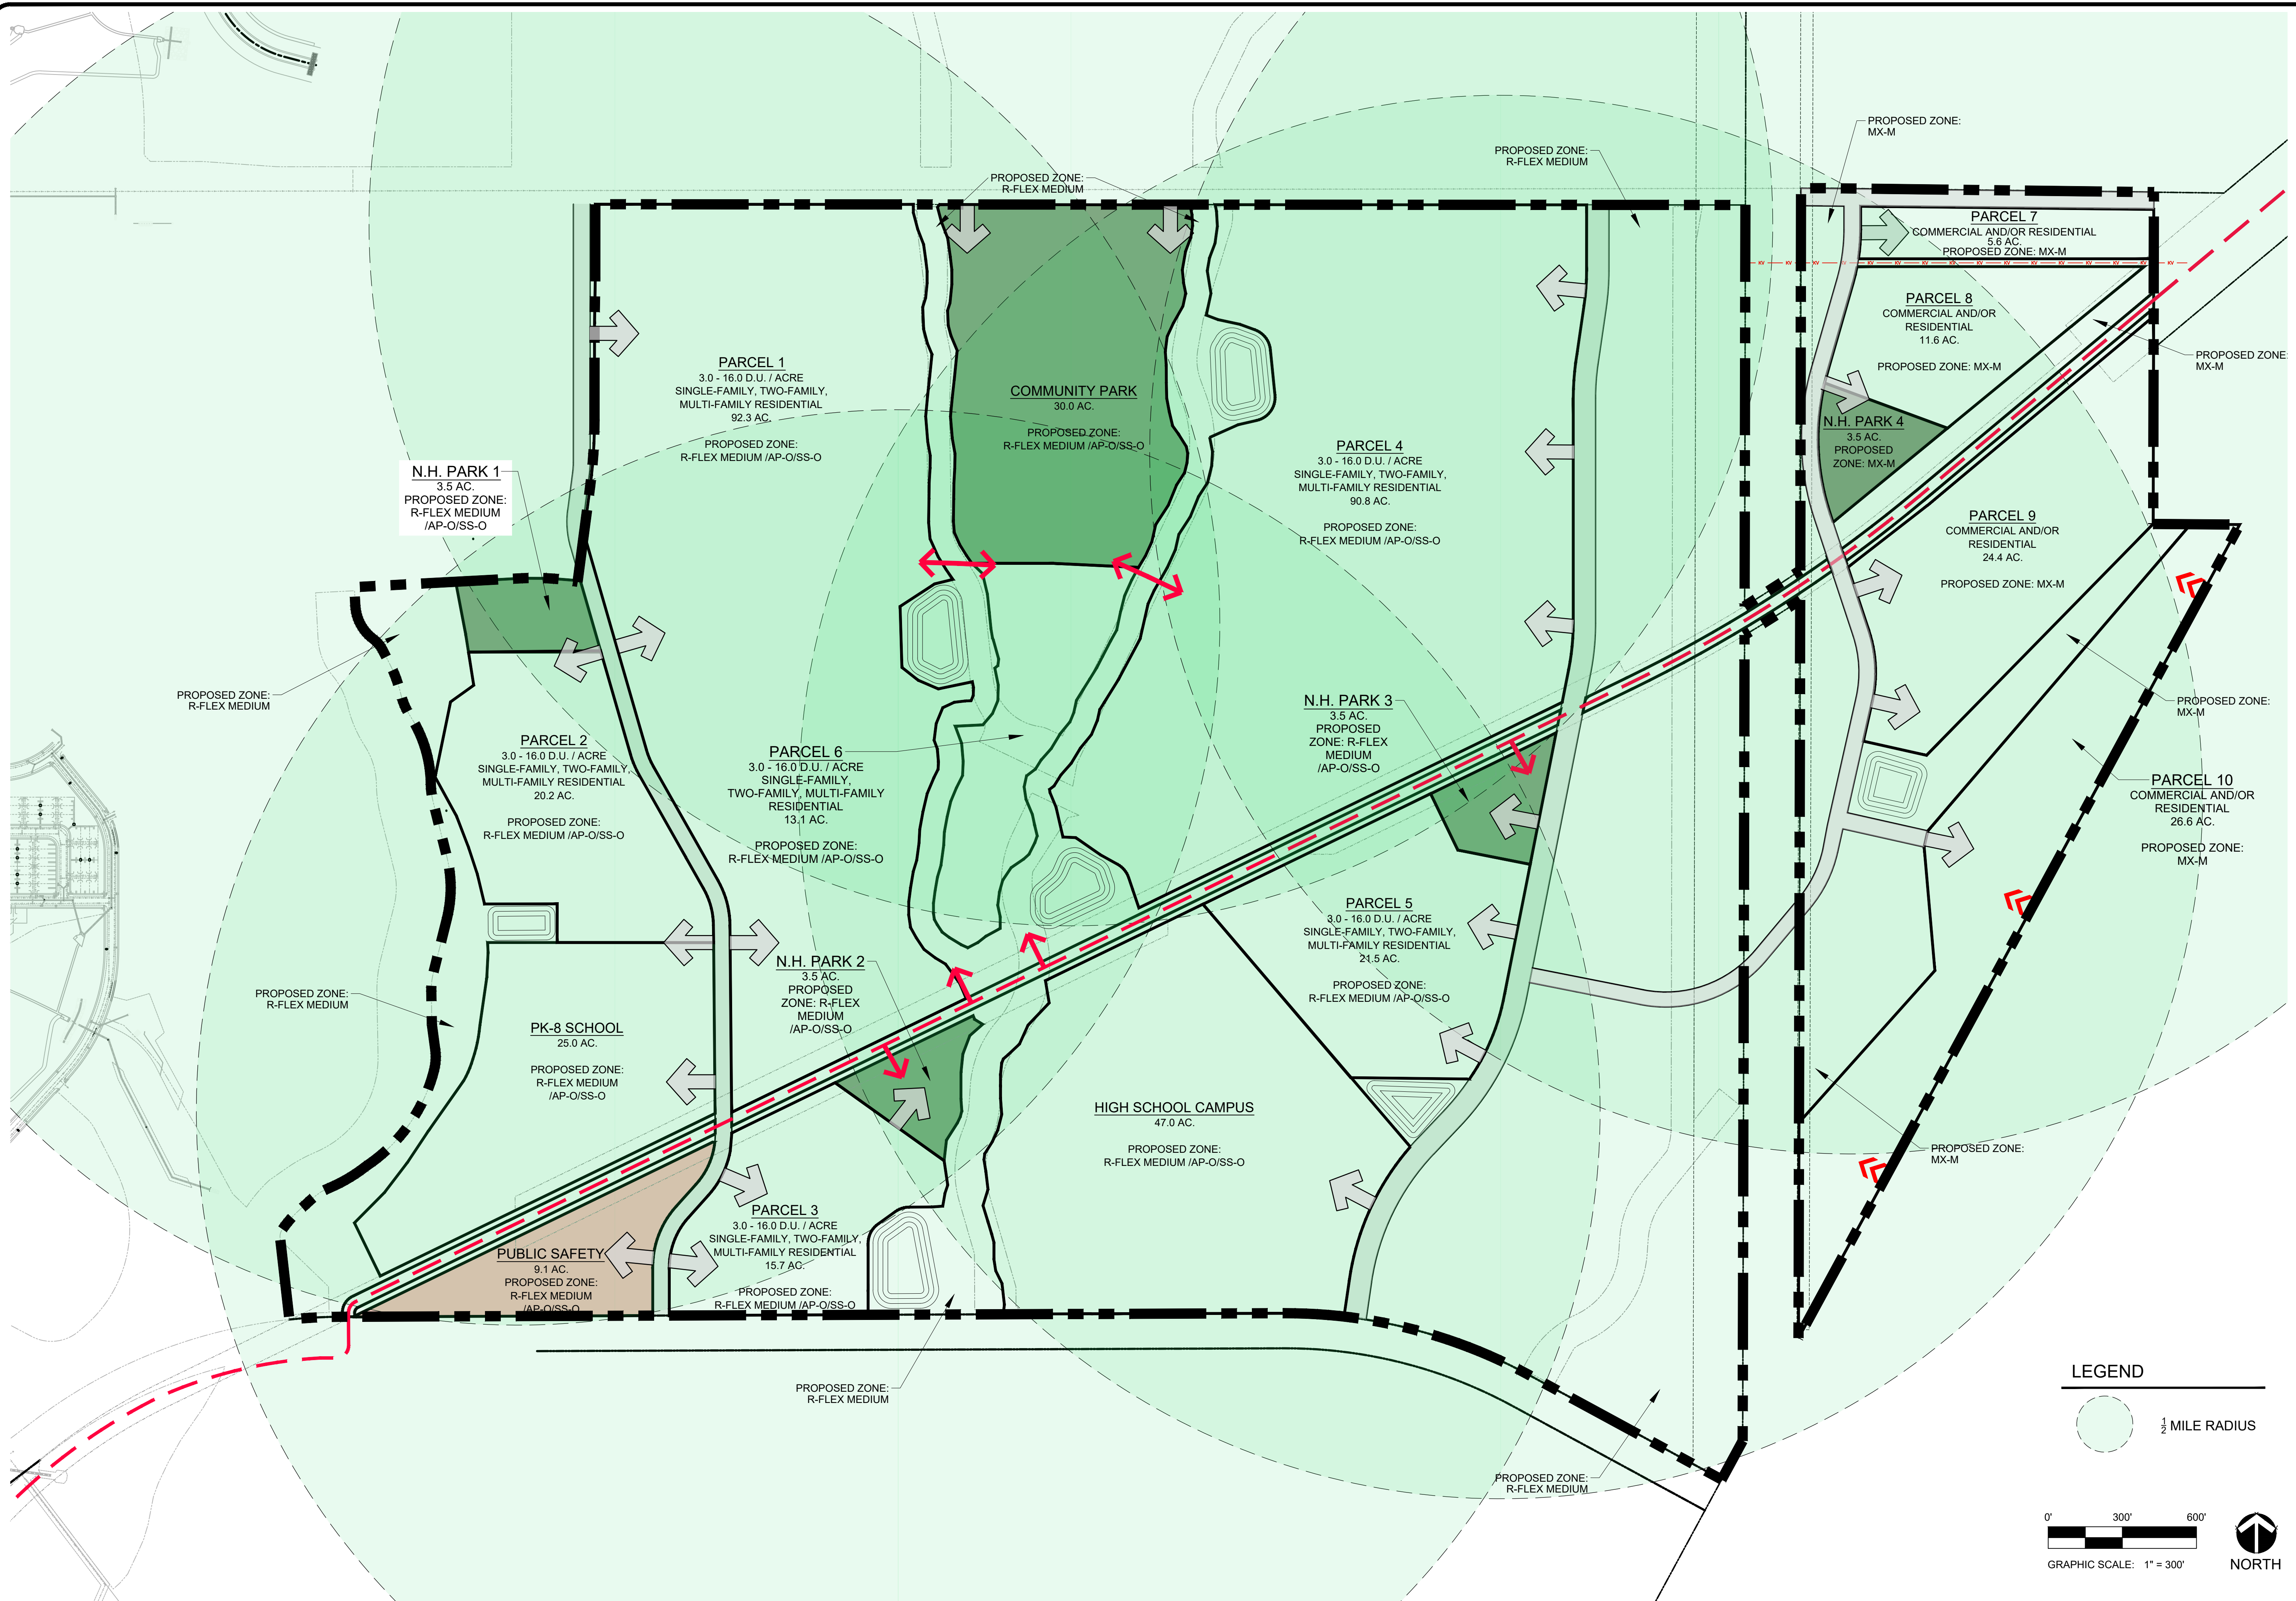 PROPOSED ZONE:
MX-M
PROPOSED ZONE:
R-FLEX MEDIUM
PROPOSED ZONE:
R-FLEX MEDIUM
PARCEL 7
COMMERCIAL AND/OR RESIDENTIAL
5.6 AC.
PROPOSED ZONE: MX-M
KV KV KV KV KV KV KV KV KV KV KV KV KV KV KV KV
PARCEL 8
COMMERCIAL AND/OR
RESIDENTIAL
11.6 AC.
PROPOSED ZONE: MX-M
PROPOSED ZONE:
MX-M
PARCEL 1
3.0 - 16.0 D.U. / ACRE
SINGLE-FAMILY, TWO-FAMILY,
MULTI-FAMILY RESIDENTIAL
92.3 AC.
PROPOSED ZONE:
R-FLEX MEDIUM /AP-O/SS-O
COMMUNITY PARK
30.0 AC.
PROPOSED ZONE:
R-FLEX MEDIUM /AP-O/SS-O
PARCEL 4
3.0 - 16.0 D.U. / ACRE
SINGLE-FAMILY, TWO-FAMILY,
MULTI-FAMILY RESIDENTIAL
90.8 AC.
PROPOSED ZONE:
R-FLEX MEDIUM /AP-O/SS-O
N.H. PARK 4
3.5 AC.
PROPOSED
ZONE: MX-M
N.H. PARK 1
3.5 AC.
PROPOSED ZONE:
R-FLEX MEDIUM
/AP-O/SS-O
PARCEL 9
COMMERCIAL AND/OR
RESIDENTIAL
24.4 AC.
PROPOSED ZONE: MX-M
PROPOSED ZONE:
R-FLEX MEDIUM
N.H. PARK 3
3.5 AC.
PROPOSED
ZONE: R-FLEX
MEDIUM
/AP-O/SS-O
PROPOSED ZONE:
MX-M
PARCEL 2
3.0 - 16.0 D.U. / ACRE
SINGLE-FAMILY, TWO-FAMILY,
MULTI-FAMILY RESIDENTIAL
20.2 AC.
PROPOSED ZONE:
R-FLEX MEDIUM /AP-O/SS-O
PARCEL 6
3.0 - 16.0 D.U. / ACRE
SINGLE-FAMILY,
TWO-FAMILY, MULTI-FAMILY
RESIDENTIAL
13.1 AC.
PROPOSED ZONE:
R-FLEX MEDIUM /AP-O/SS-O
PARCEL 10
COMMERCIAL AND/OR
RESIDENTIAL
26.6 AC.
PROPOSED ZONE:
MX-M
PARCEL 5
3.0 - 16.0 D.U. / ACRE
SINGLE-FAMILY, TWO-FAMILY,
MULTI-FAMILY RESIDENTIAL
21.5 AC.
PROPOSED ZONE:
R-FLEX MEDIUM /AP-O/SS-O
N.H. PARK 2
3.5 AC.
PROPOSED
ZONE: R-FLEX
MEDIUM
/AP-O/SS-O
PROPOSED ZONE:
R-FLEX MEDIUM
PK-8 SCHOOL
25.0 AC.
PROPOSED ZONE:
R-FLEX MEDIUM
/AP-O/SS-O
HIGH SCHOOL CAMPUS
47.0 AC.
PROPOSED ZONE:
R-FLEX MEDIUM /AP-O/SS-O
PROPOSED ZONE:
MX-M
PARCEL 3
3.0 - 16.0 D.U. / ACRE
SINGLE-FAMILY, TWO-FAMILY,
MULTI-FAMILY RESIDENTIAL
15.7 AC.
PROPOSED ZONE:
R-FLEX MEDIUM /AP-O/SS-O
PUBLIC SAFETY
9.1 AC.
PROPOSED ZONE:
R-FLEX MEDIUM
/AP-O/SS-O
PROPOSED ZONE:
R-FLEX MEDIUM
PROPOSED ZONE:
R-FLEX MEDIUM
LEGEND
1/2 MILE RADIUS
0' 300' 600'
GRAPHIC SCALE: 1" = 300'
NORTH